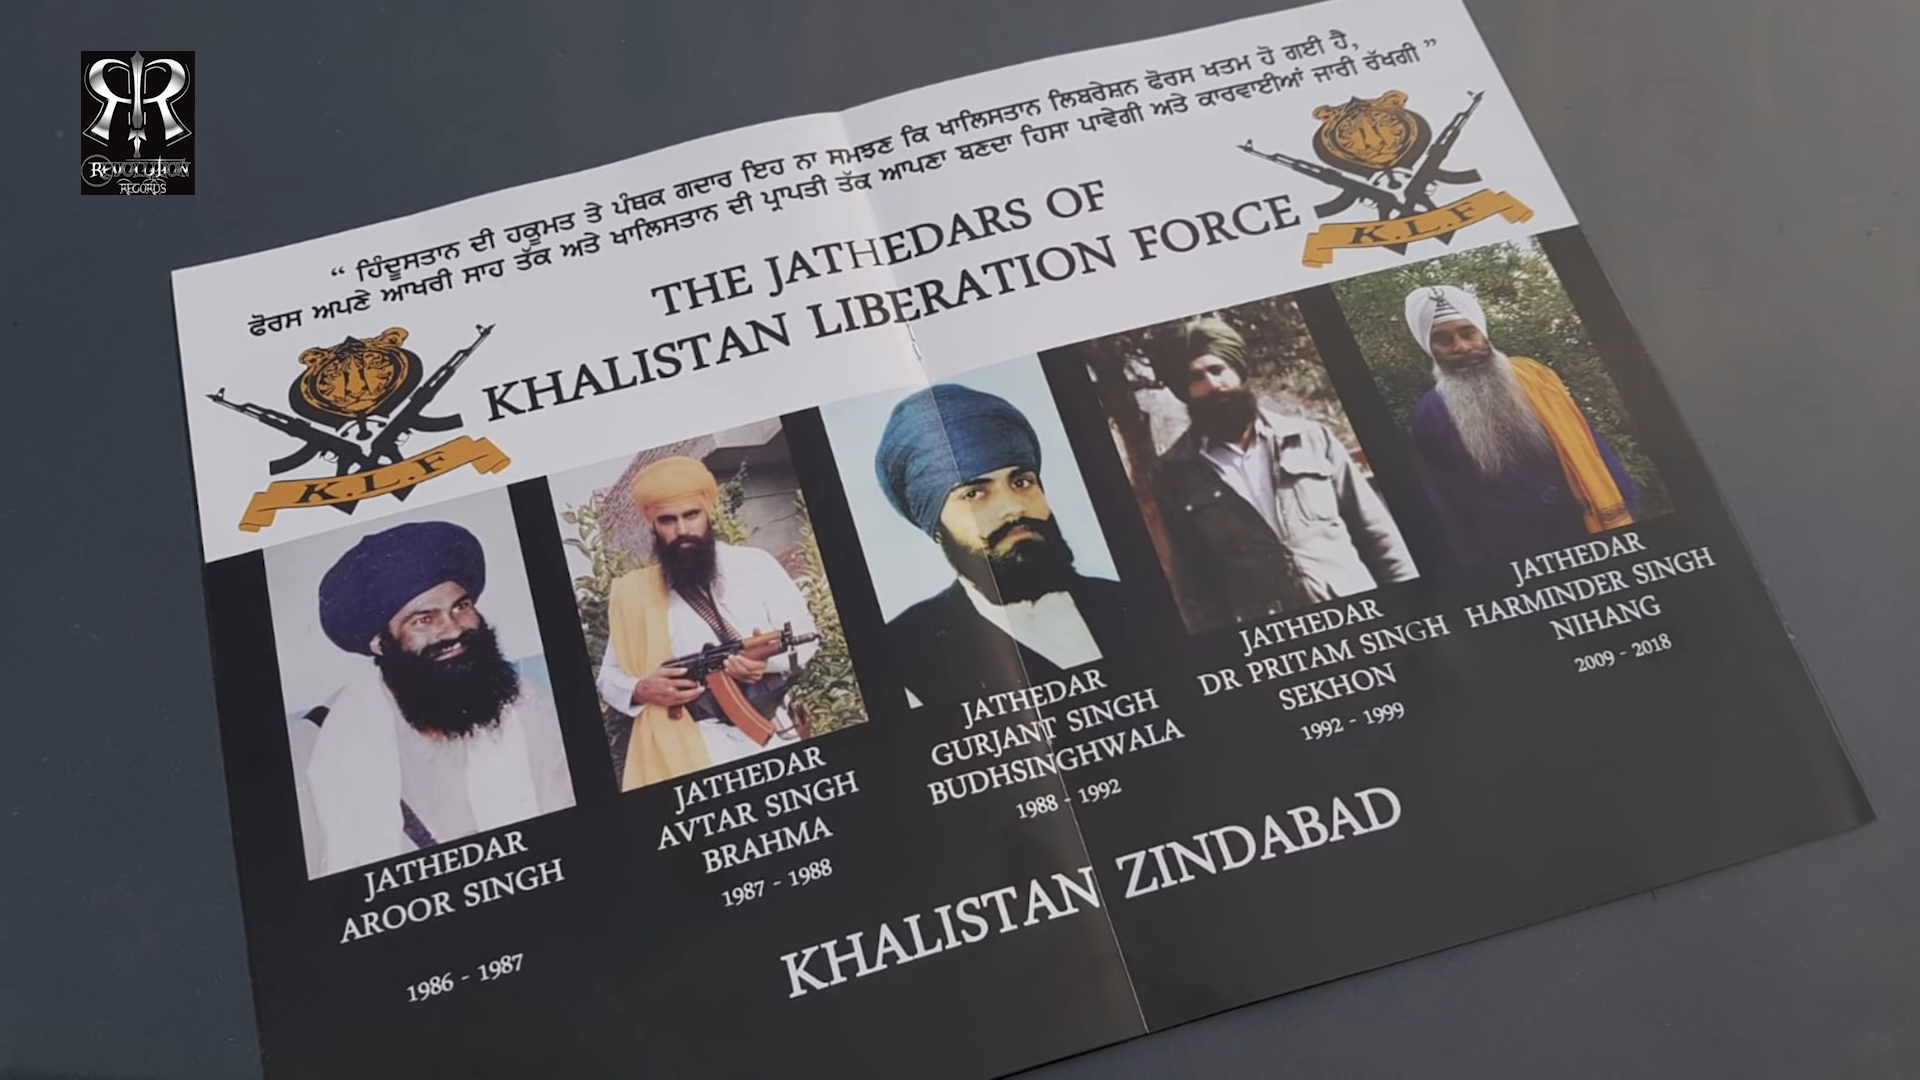 REVOLUTION
RECORDS
“ ਹਿੰਦੂਸਤਾਨ ਦੀ ਹਕੂਮਤ ਤੇ ਪੰਥਕ ਗਦਾਰ ਇਹ ਨਾ ਸਮਝਣ ਕਿ ਖਾਲਿਸਤਾਨ ਲਿਬਰੇਸ਼ਨ ਫੋਰਸ ਖਤਮ ਹੋ ਗਈ ਹੈ,
ਫੋਰਸ ਅਪਣੇ ਆਖਰੀ ਸਾਹ ਤੱਕ ਅਤੇ ਖਾਲਿਸਤਾਨ ਦੀ ਪ੍ਰਾਪਤੀ ਤੱਕ ਆਪਣਾ ਬਣਦਾ ਹਿਸਾ ਪਾਵੇਗੀ ਅਤੇ ਕਾਰਵਾਈਆਂ ਜਾਰੀ ਰੱਖਗੀ ”
THE JATHEDARS OF
KHALISTAN LIBERATION FORCE
K.L.F
K.L.F
JATHEDAR
AROOR SINGH
1986 - 1987
JATHEDAR
AVTAR SINGH
BRAHMA
1987 - 1988
JATHEDAR
GURJANT SINGH
BUDHSINGHWALA
1988 - 1992
JATHEDAR
DR PRITAM SINGH
SEKHON
1992 - 1999
JATHEDAR
HARMINDER SINGH
NIHANG
2009 - 2018
KHALISTAN ZINDABAD